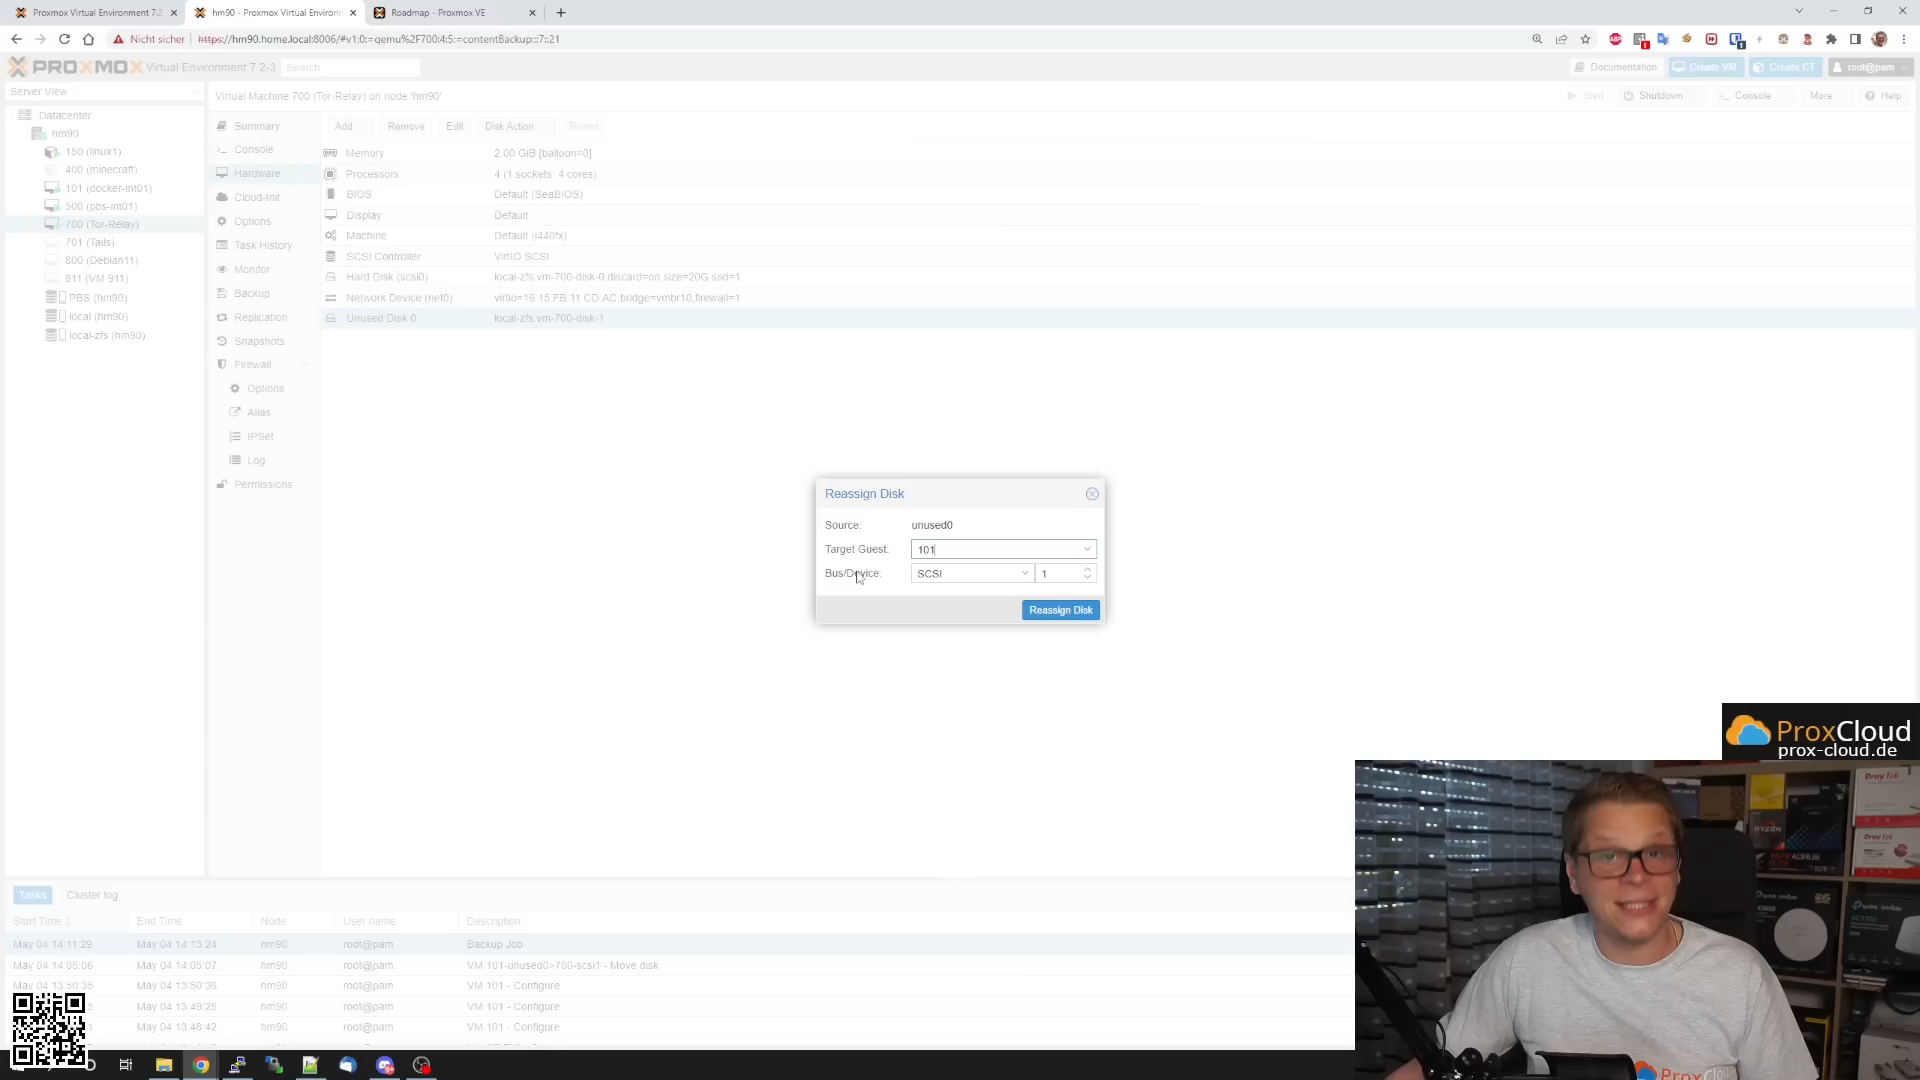 Proxmox Virtual Environment 7.2
hm90 - Proxmox Virtual Environm
Roadmap - Proxmox VE
Nicht sicher
https://hm90.home.local:8006/#v1:0:=qemu%2F700:4:5:=contentBackup:::7::21
PROXMOX Virtual Environment 7.2-3
Search
Documentation
Create VM
Create CT
root@pam
Server View
Virtual Machine 700 (Tor-Relay) on node 'hm90'
Start
Shutdown
Console
More
Help
Datacenter
hm90
150 (linux1)
400 (minecraft)
101 (docker-int01)
500 (pbs-int01)
700 (Tor-Relay)
701 (Tails)
800 (Debian11)
911 (VM 911)
PBS (hm90)
local (hm90)
local-zfs (hm90)
Summary
Console
Hardware
Cloud-Init
Options
Task History
Monitor
Backup
Replication
Snapshots
Firewall
Options
Alias
IPSet
Log
Permissions
Add
Remove
Edit
Disk Action
Revert
Memory 2.00 GiB [balloon=0]
Processors 4 (1 sockets, 4 cores)
BIOS Default (SeaBIOS)
Display Default
Machine Default (i440fx)
SCSI Controller VirtIO SCSI
Hard Disk (scsi0) local-zfs:vm-700-disk-0,discard=on,size=20G,ssd=1
Network Device (net0) virtio=16:15:FB:11:CD:AC,bridge=vmbr10,firewall=1
Unused Disk 0 local-zfs:vm-700-disk-1
Reassign Disk
Source: unused0
Target Guest: 101
Bus/Device: SCSI 1
Reassign Disk
ProxCloud
prox-cloud.de
Tasks
Cluster log
Start Time End Time Node User name Description
May 04 14:11:29 May 04 14:13:24 hm90 root@pam Backup Job
May 04 14:05:06 May 04 14:05:07 hm90 root@pam VM 101-unused0>700-scsi1 - Move disk
May 04 13:50:35 May 04 13:50:36 hm90 root@pam VM 101 - Configure
May 04 13:49:25 hm90 root@pam VM 101 - Configure
May 04 13:48:42 hm90 root@pam VM 101 - Configure
DrayTek
DrayTek
RYZEN
AORUS